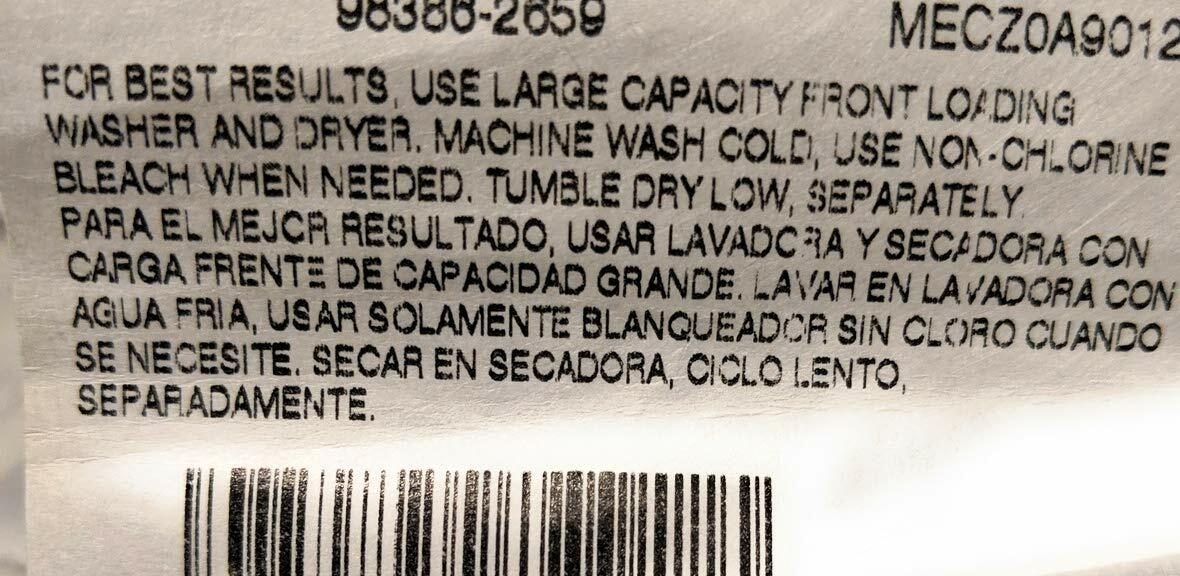 98386-2659
MECZ0A9012
FOR BEST RESULTS, USE LARGE CAPACITY FRONT LOADING
WASHER AND DRYER. MACHINE WASH COLD, USE NON-CHLORINE
BLEACH WHEN NEEDED. TUMBLE DRY LOW, SEPARATELY.
PARA EL MEJOR RESULTADO, USAR LAVADORA Y SECADORA CON
CARGA FRENTE DE CAPACIDAD GRANDE. LAVAR EN LAVADORA CON
AGUA FRIA, USAR SOLAMENTE BLANQUEADOR SIN CLORO CUANDO
SE NECESITE. SECAR EN SECADORA, CICLO LENTO,
SEPARADAMENTE.